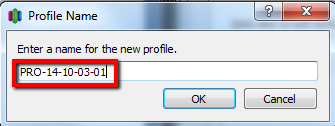 Profile Name
Enter a name for the new profile.
PRO-14-10-03-01
OK
Cancel